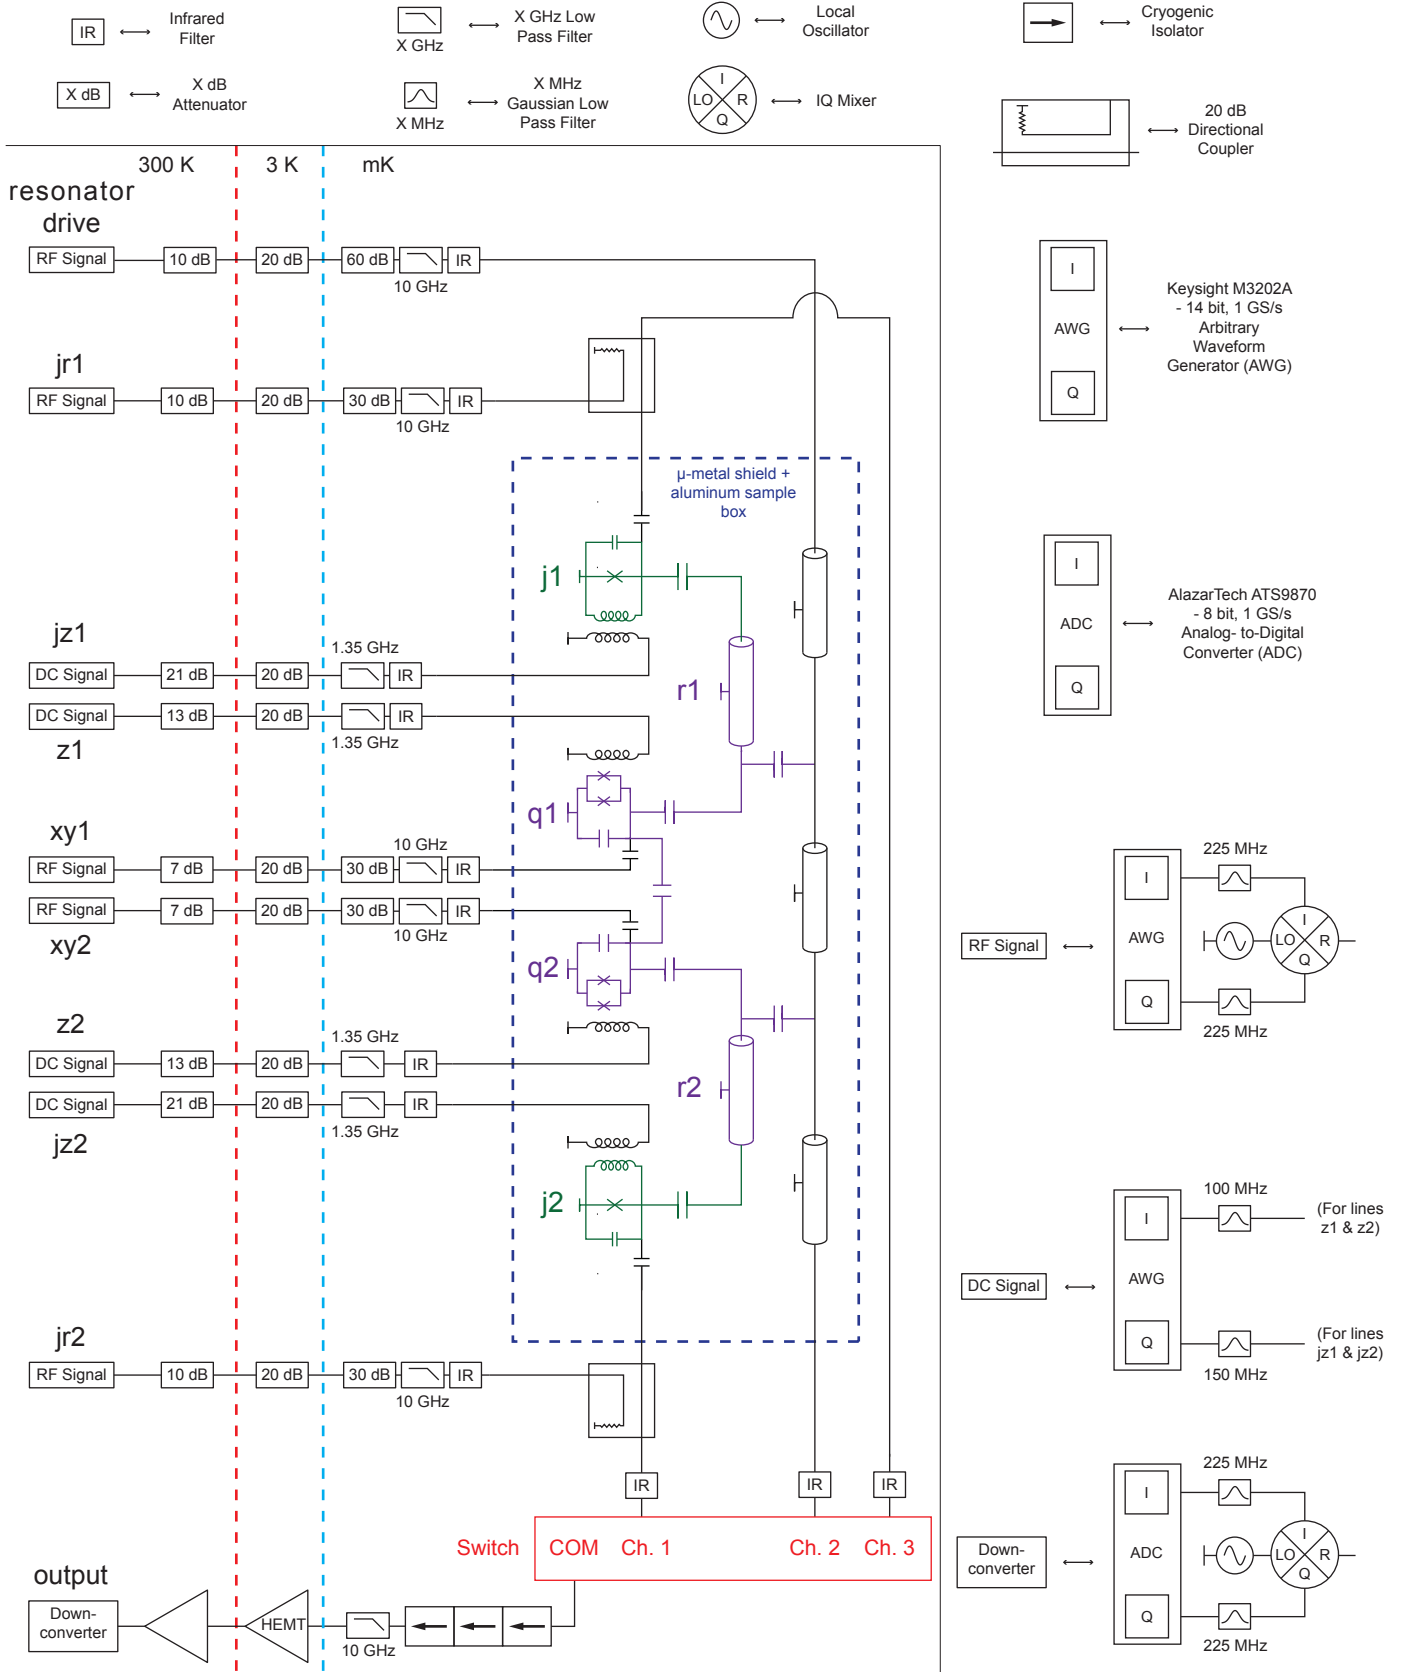 IR
Infrared
Filter
X GHz
X GHz Low
Pass Filter
Local
Oscillator
Cryogenic
Isolator
X dB
X dB
Attenuator
X MHz
X MHz
Gaussian Low
Pass Filter
I
LO R
Q
IQ Mixer
20 dB
Directional
Coupler
300 K 3 K mK
resonator
drive
RF Signal 10 dB 20 dB 60 dB IR
10 GHz
jr1
RF Signal 10 dB 20 dB 30 dB IR
10 GHz
µ-metal shield +
aluminum sample
box
j1
jz1
1.35 GHz
DC Signal 21 dB 20 dB IR
r1
DC Signal 13 dB 20 dB IR
1.35 GHz
z1
q1
xy1
10 GHz
RF Signal 7 dB 20 dB 30 dB IR
RF Signal 7 dB 20 dB 30 dB IR
10 GHz
xy2
q2
z2
1.35 GHz
DC Signal 13 dB 20 dB IR
r2
DC Signal 21 dB 20 dB IR
1.35 GHz
jz2
j2
jr2
RF Signal 10 dB 20 dB 30 dB IR
10 GHz
IR IR IR
Switch COM Ch. 1 Ch. 2 Ch. 3
output
Down-
converter
HEMT
10 GHz
I
AWG
Q
Keysight M3202A
- 14 bit, 1 GS/s
Arbitrary
Waveform
Generator (AWG)
I
ADC
Q
AlazarTech ATS9870
- 8 bit, 1 GS/s
Analog- to-Digital
Converter (ADC)
RF Signal
I
AWG
Q
225 MHz
I
LO R
Q
225 MHz
DC Signal
I
AWG
Q
100 MHz
(For lines
z1 & z2)
(For lines
jz1 & jz2)
150 MHz
Down-
converter
I
ADC
Q
225 MHz
I
LO R
Q
225 MHz